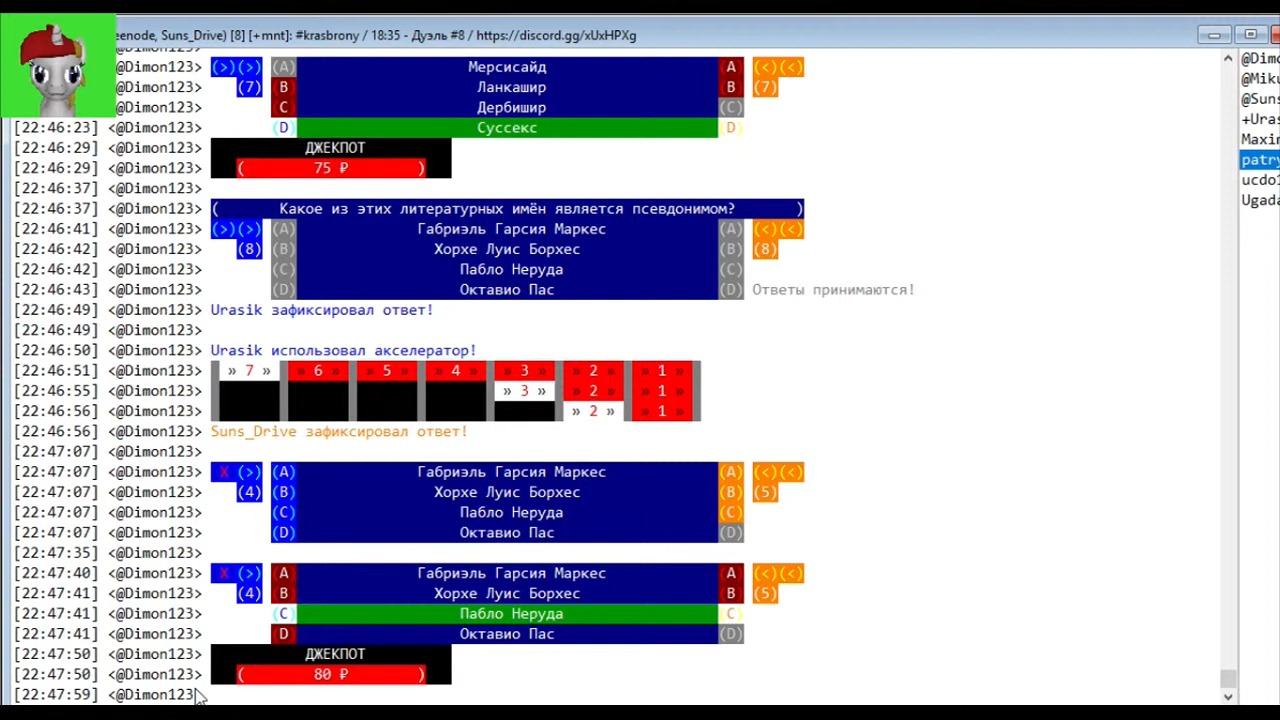 eenode, Suns_Drive) [8] [+mnt]: #krasbrony / 18:35 - Дуэль #8 / https://discord.gg/xUxHPXg
@Dimon123> (>)(>) (A) Мерсисайд A (<)(<)
@Dimon123> (7) B Ланкашир B (7)
@Dimon123> C Дербишир (C)
[22:46:23] <@Dimon123> (D) Суссекс D)
[22:46:29] <@Dimon123> ДЖЕКПОТ
[22:46:29] <@Dimon123> ( 75 ₽ )
[22:46:37] <@Dimon123>
[22:46:37] <@Dimon123> ( Какое из этих литературных имён является псевдонимом? )
[22:46:41] <@Dimon123> (>)(>) (A) Габриэль Гарсия Маркес (A) (<)(<)
[22:46:42] <@Dimon123> (8) (B) Хорхе Луис Борхес (B) (8)
[22:46:42] <@Dimon123> (C) Пабло Неруда (C)
[22:46:43] <@Dimon123> (D) Октавио Пас (D) Ответы принимаются!
[22:46:49] <@Dimon123> Urasik зафиксировал ответ!
[22:46:49] <@Dimon123>
[22:46:50] <@Dimon123> Urasik использовал акселератор!
[22:46:51] <@Dimon123> » 7 » » 6 » » 5 » » 4 » » 3 » » 2 » » 1 »
[22:46:55] <@Dimon123> » 3 » » 2 » » 1 »
[22:46:56] <@Dimon123> » 2 » » 1 »
[22:46:56] <@Dimon123> Suns_Drive зафиксировал ответ!
[22:47:07] <@Dimon123>
[22:47:07] <@Dimon123> X (>) (A) Габриэль Гарсия Маркес (A) (<)(<)
[22:47:07] <@Dimon123> (4) (B) Хорхе Луис Борхес (B) (5)
[22:47:07] <@Dimon123> (C) Пабло Неруда (C)
[22:47:07] <@Dimon123> (D) Октавио Пас (D)
[22:47:35] <@Dimon123>
[22:47:40] <@Dimon123> X (>) A Габриэль Гарсия Маркес A (<)(<)
[22:47:41] <@Dimon123> (4) B Хорхе Луис Борхес B (5)
[22:47:41] <@Dimon123> (C) Пабло Неруда C
[22:47:41] <@Dimon123> D Октавио Пас (D)
[22:47:50] <@Dimon123> ДЖЕКПОТ
[22:47:50] <@Dimon123> ( 80 ₽ )
[22:47:59] <@Dimon123
@Dimo
@Miku
@Suns
+Uras
Maxim
patry
ucdo1
Ugada